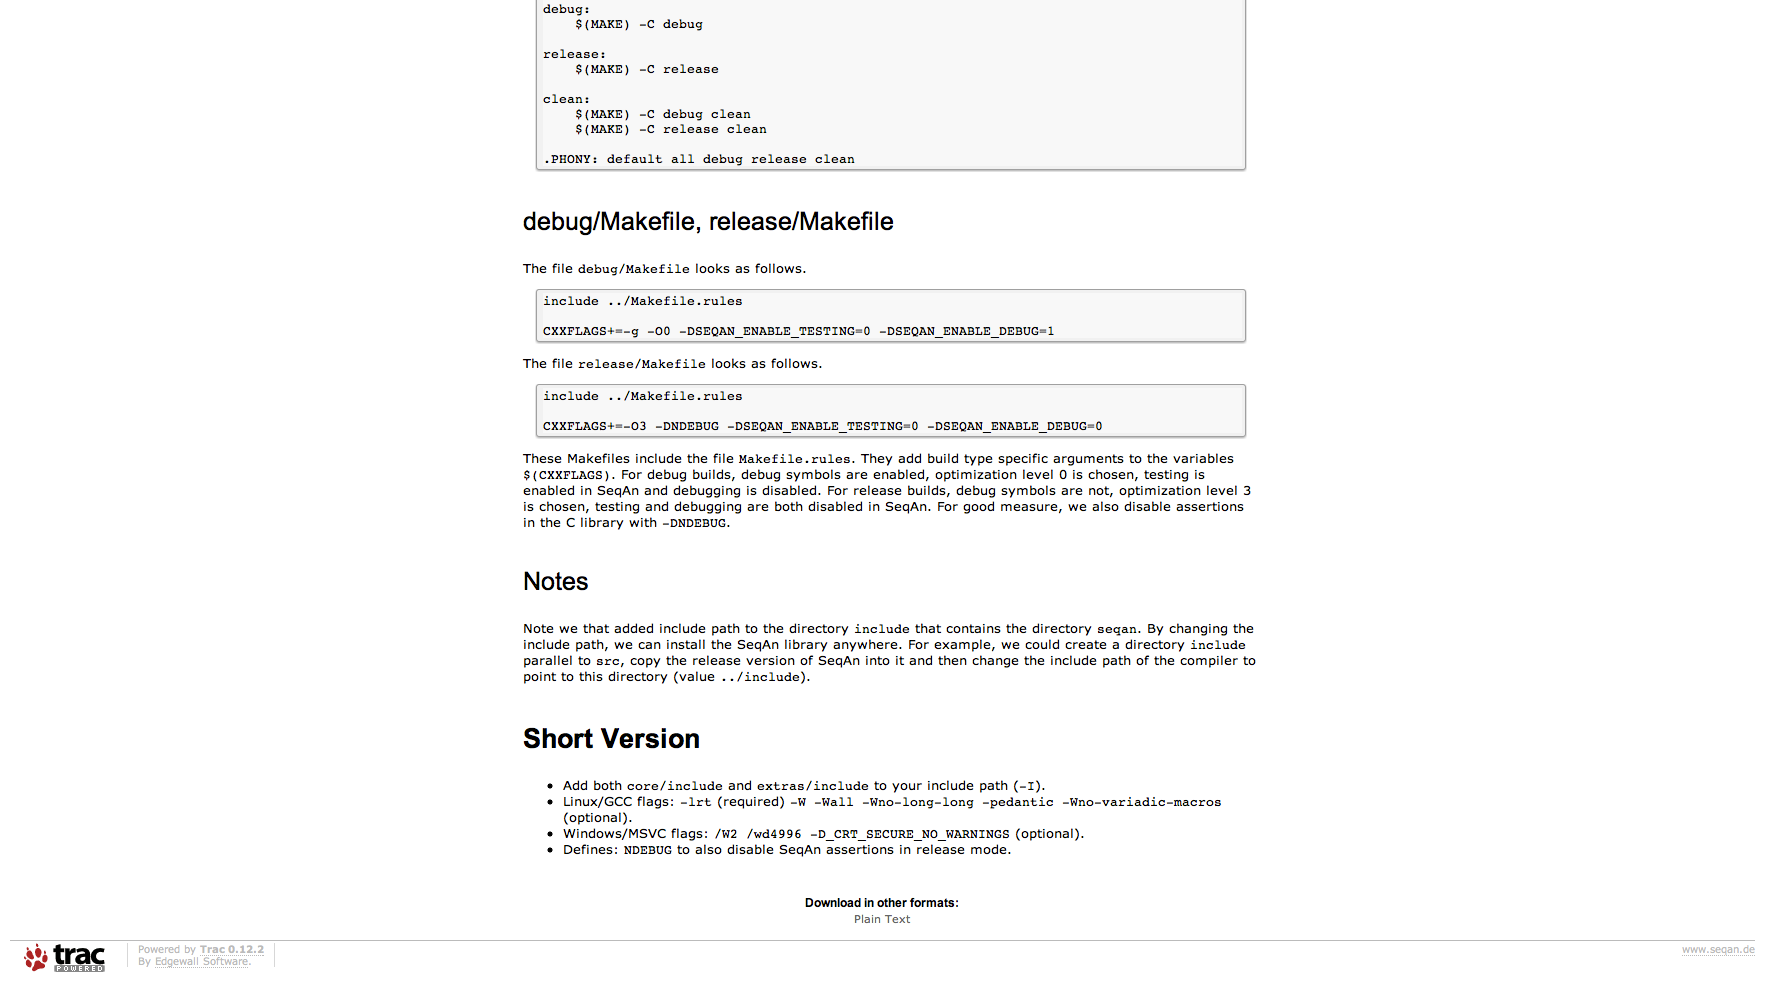 debug:
    $(MAKE) -C debug
release:
    $(MAKE) -C release
clean:
    $(MAKE) -C debug clean
    $(MAKE) -C release clean
.PHONY: default all debug release clean
debug/Makefile, release/Makefile
The file debug/Makefile looks as follows.
include ../Makefile.rules
CXXFLAGS+=-g -O0 -DSEQAN_ENABLE_TESTING=0 -DSEQAN_ENABLE_DEBUG=1
The file release/Makefile looks as follows.
include ../Makefile.rules
CXXFLAGS+=-O3 -DNDEBUG -DSEQAN_ENABLE_TESTING=0 -DSEQAN_ENABLE_DEBUG=0
These Makefiles include the file Makefile.rules. They add build type specific arguments to the variables
$(CXXFLAGS). For debug builds, debug symbols are enabled, optimization level 0 is chosen, testing is
enabled in SeqAn and debugging is disabled. For release builds, debug symbols are not, optimization level 3
is chosen, testing and debugging are both disabled in SeqAn. For good measure, we also disable assertions
in the C library with -DNDEBUG.
Notes
Note we that added include path to the directory include that contains the directory seqan. By changing the
include path, we can install the SeqAn library anywhere. For example, we could create a directory include
parallel to src, copy the release version of SeqAn into it and then change the include path of the compiler to
point to this directory (value ../include).
Short Version
• Add both core/include and extras/include to your include path (-I).
• Linux/GCC flags: -lrt (required) -W -Wall -Wno-long-long -pedantic -Wno-variadic-macros
(optional).
• Windows/MSVC flags: /W2 /wd4996 -D_CRT_SECURE_NO_WARNINGS (optional).
• Defines: NDEBUG to also disable SeqAn assertions in release mode.
Download in other formats:
Plain Text
trac POWERED
Powered by Trac 0.12.2
By Edgewall Software.
www.seqan.de